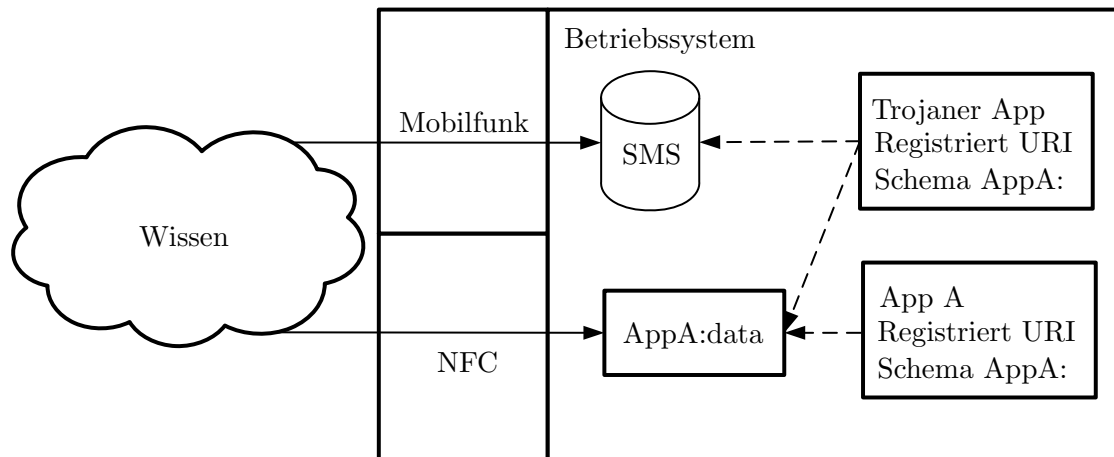 Betriebssystem
Mobilfunk
SMS
Trojaner App
Registriert URI
Schema AppA:
Wissen
NFC
AppA:data
App A
Registriert URI
Schema AppA: